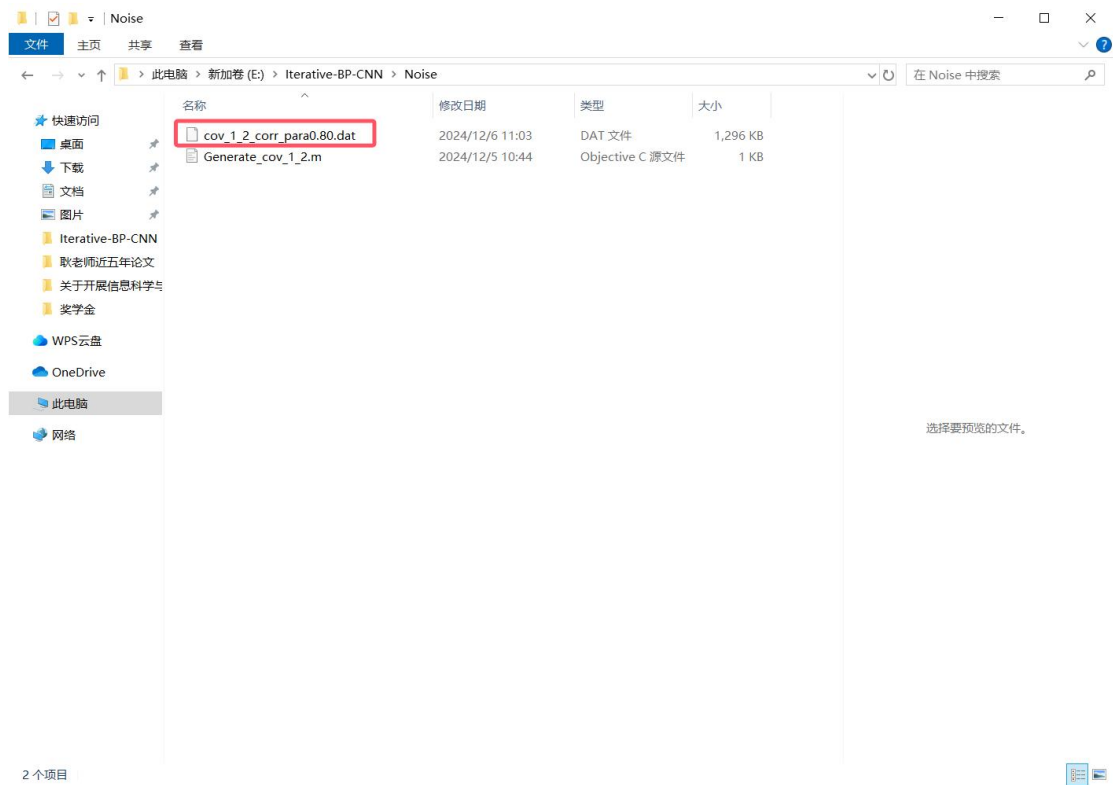 Noise
文件 主页 共享 查看
此电脑 › 新加卷 (E:) › Iterative-BP-CNN › Noise
在 Noise 中搜索
快速访问
桌面
下载
文档
图片
Iterative-BP-CNN
耿老师近五年论文
关于开展信息科学与
奖学金
WPS云盘
OneDrive
此电脑
网络
名称 修改日期 类型 大小
cov_1_2_corr_para0.80.dat 2024/12/6 11:03 DAT 文件 1,296 KB
Generate_cov_1_2.m 2024/12/5 10:44 Objective C 源文件 1 KB
选择要预览的文件。
2 个项目